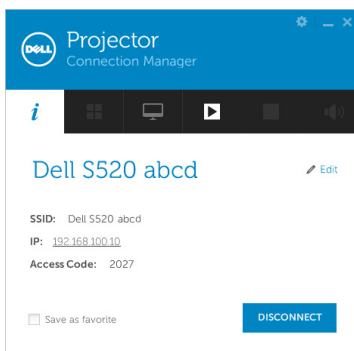 DELL
Projector
Connection Manager
i
Dell S520 abcd
Edit
SSID: Dell S520 abcd
IP: 192.168.100.10
Access Code: 2027
Save as favorite
DISCONNECT